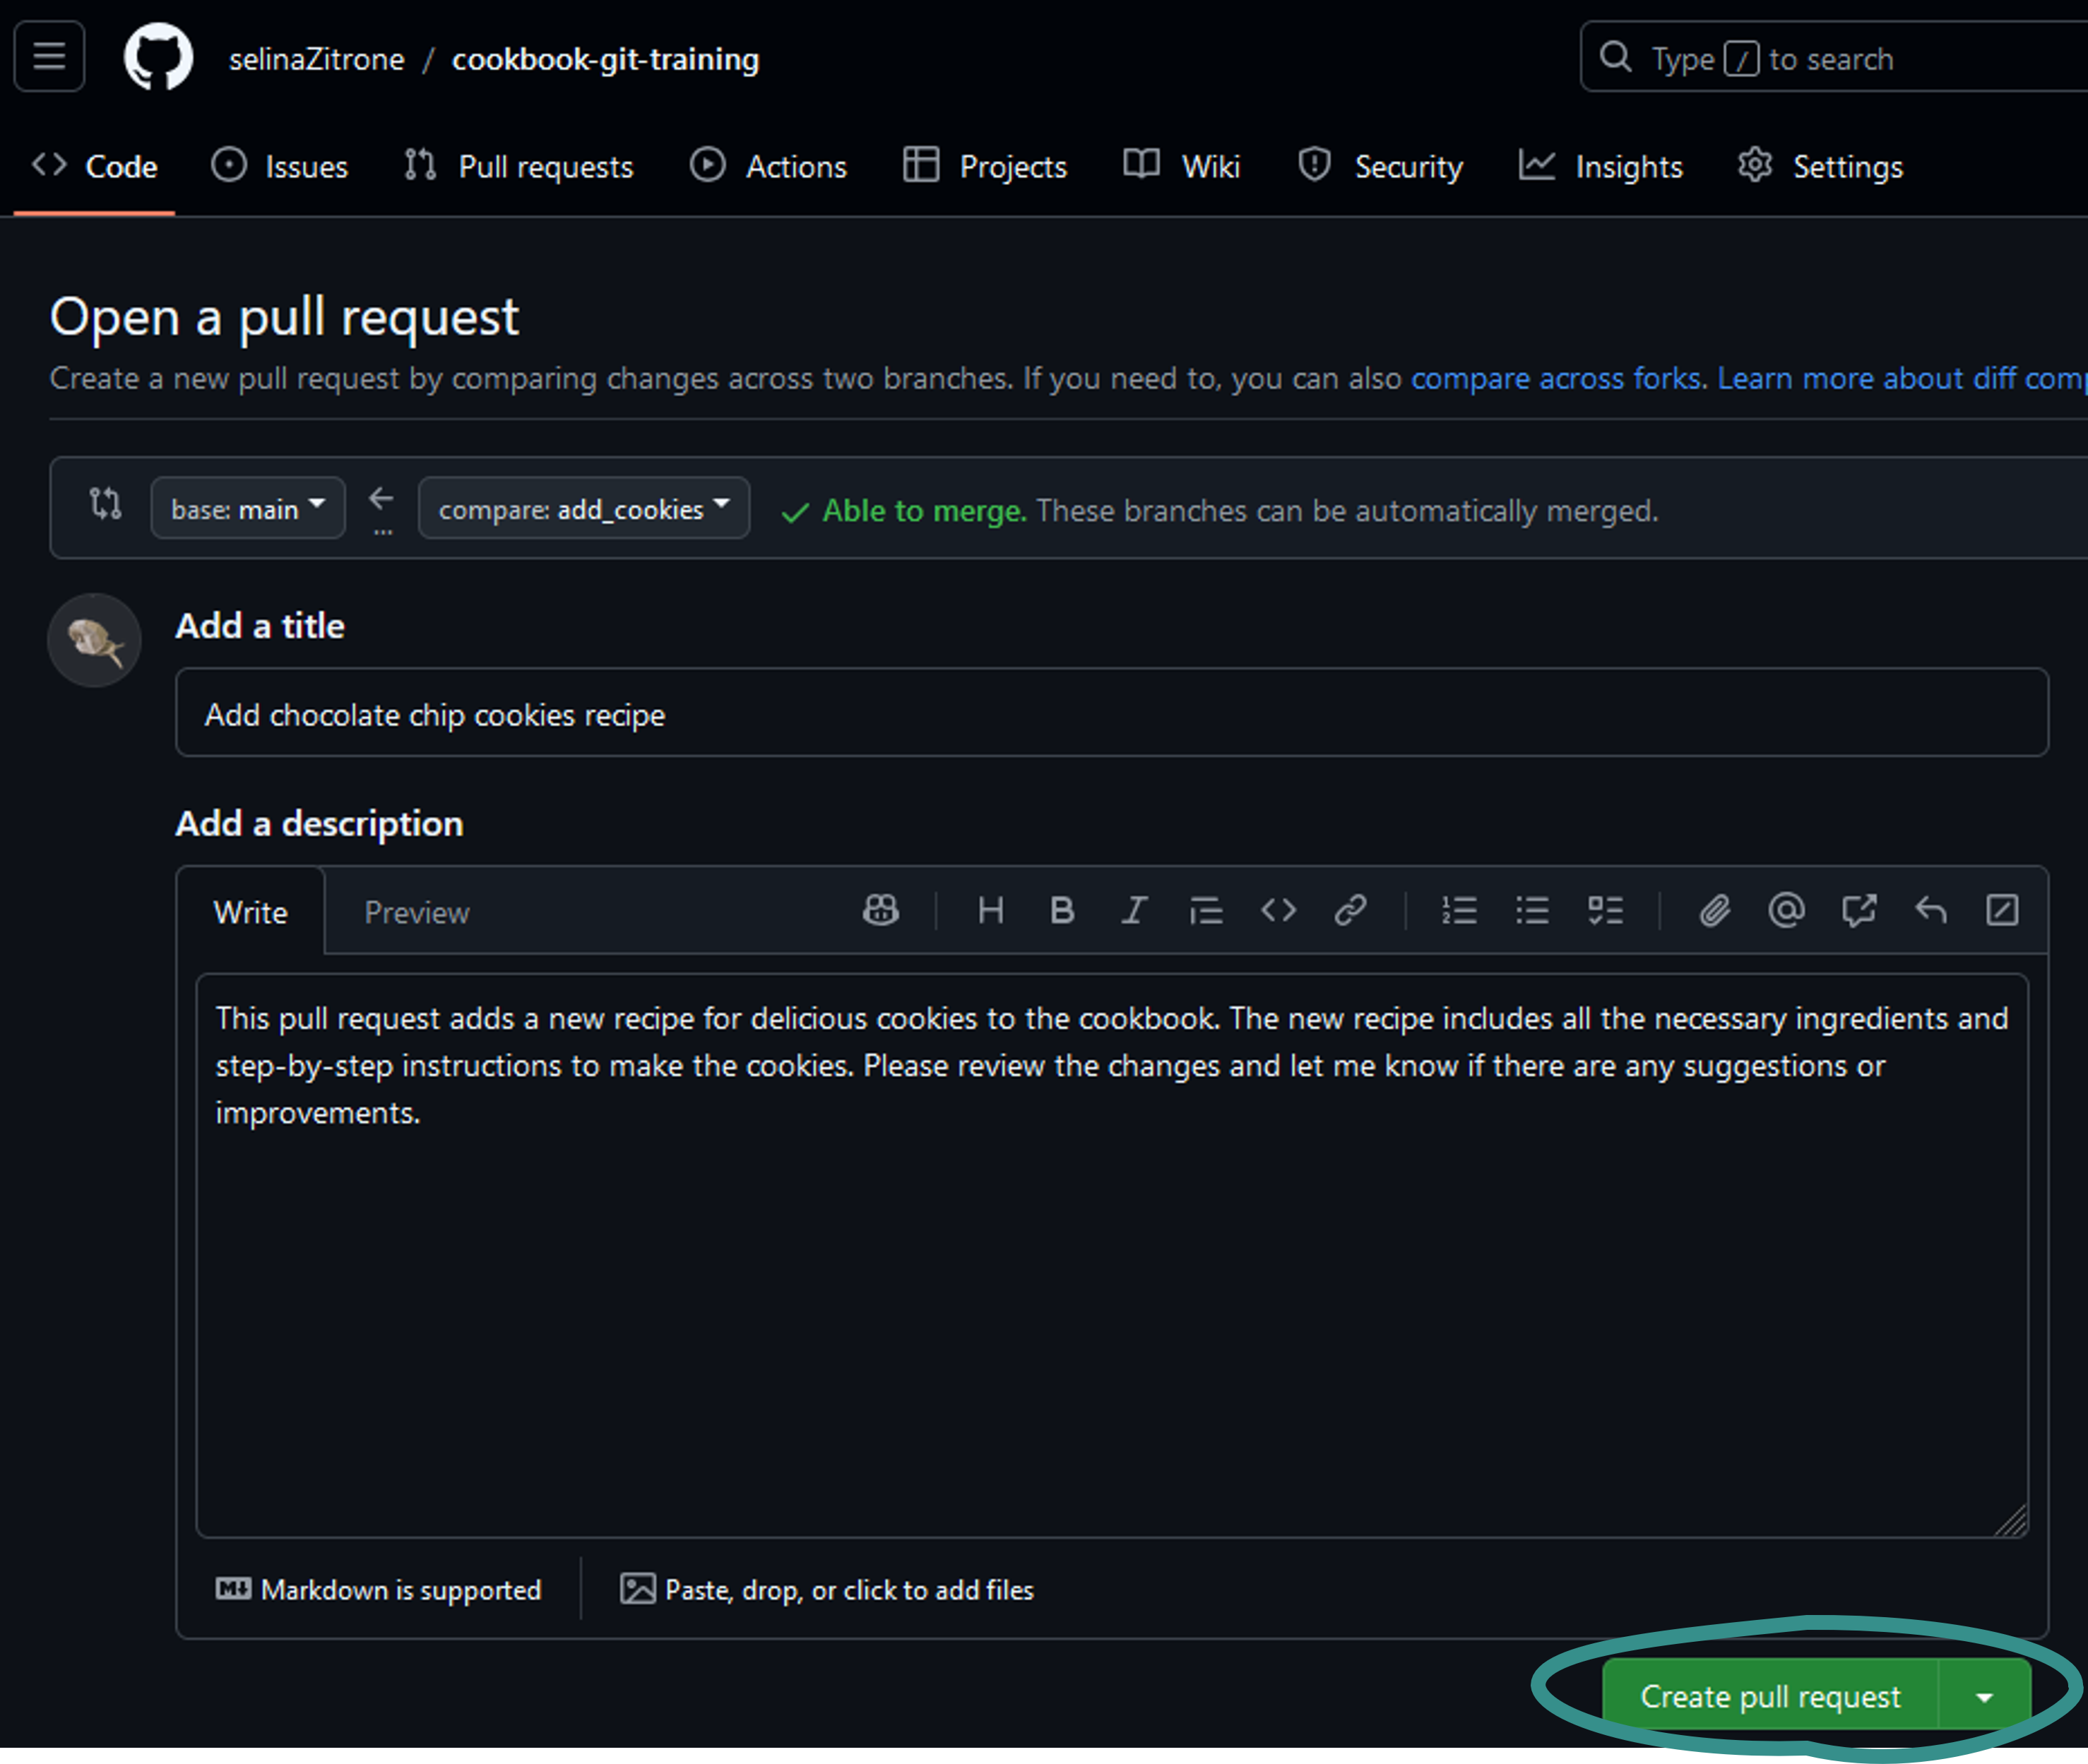 selinaZitrone / cookbook-git-training
Type / to search
Code Issues Pull requests Actions Projects Wiki Security Insights Settings
Open a pull request
Create a new pull request by comparing changes across two branches. If you need to, you can also compare across forks. Learn more about diff comp
base: main compare: add_cookies Able to merge. These branches can be automatically merged.
...
Add a title
Add chocolate chip cookies recipe
Add a description
Write Preview H B I @
This pull request adds a new recipe for delicious cookies to the cookbook. The new recipe includes all the necessary ingredients and
step-by-step instructions to make the cookies. Please review the changes and let me know if there are any suggestions or
improvements.
Markdown is supported Paste, drop, or click to add files
Create pull request